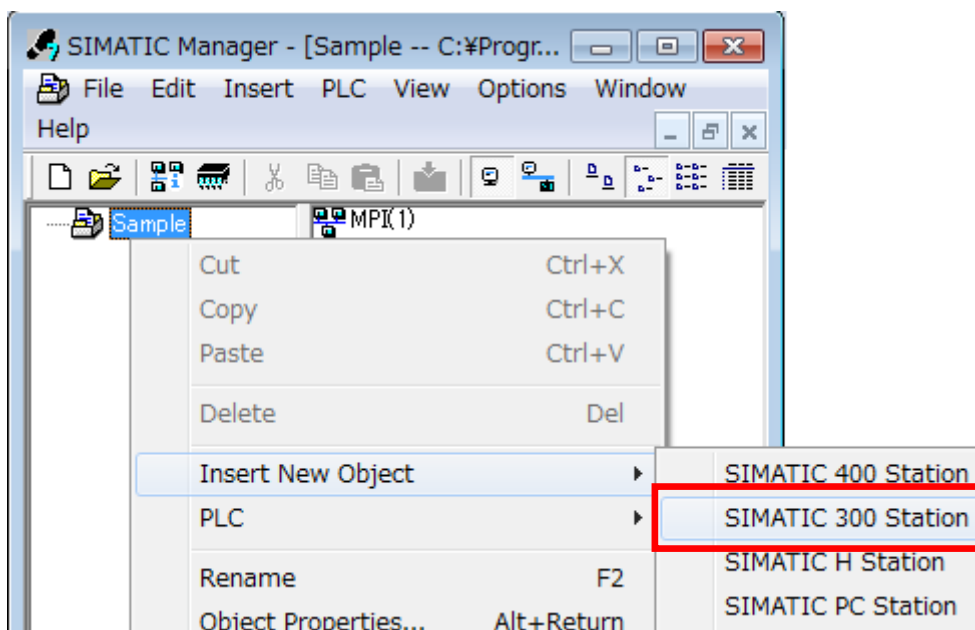 SIMATIC Manager - [Sample -- C:¥Progr...
File Edit Insert PLC View Options Window
Help
Sample
MPI(1)
Cut Ctrl+X
Copy Ctrl+C
Paste Ctrl+V
Delete Del
Insert New Object
SIMATIC 400 Station
PLC
SIMATIC 300 Station
SIMATIC H Station
Rename F2
SIMATIC PC Station
Object Properties... Alt+Return